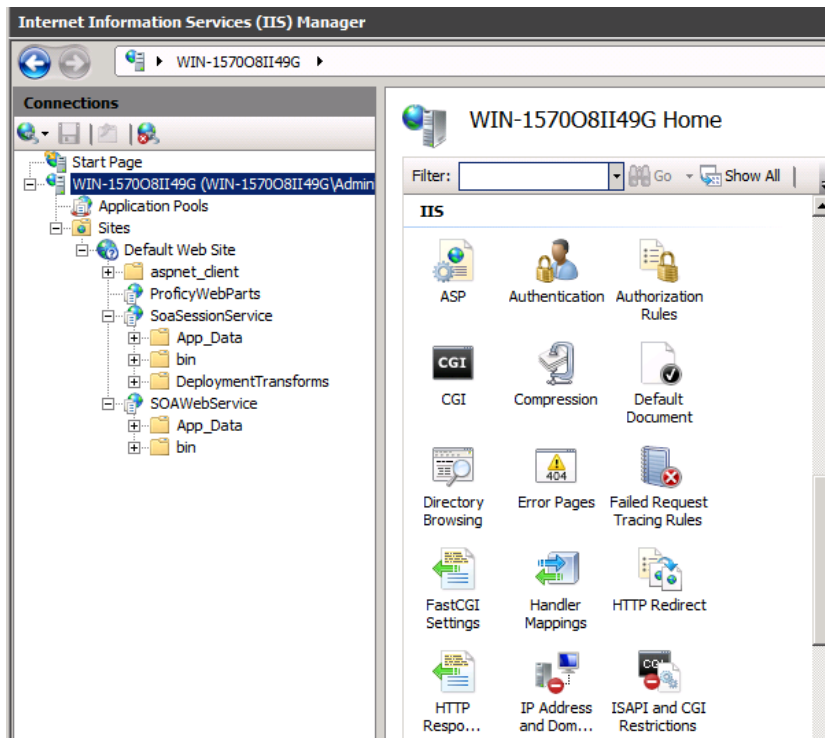 Internet Information Services (IIS) Manager
WIN-1570O8II49G
Connections
Start Page
WIN-1570O8II49G (WIN-1570O8II49G\Admin
Application Pools
Sites
Default Web Site
aspnet_client
ProficyWebParts
SoaSessionService
App_Data
bin
DeploymentTransforms
SOAWebService
App_Data
bin
WIN-1570O8II49G Home
Filter: Go Show All
IIS
ASP Authentication Authorization
Rules
CGI
CGI Compression Default
Document
404
Directory Error Pages Failed Request
Browsing Tracing Rules
FastCGI Handler HTTP Redirect
Settings Mappings
CGI
HTTP IP Address ISAPI and CGI
Respo... and Dom... Restrictions